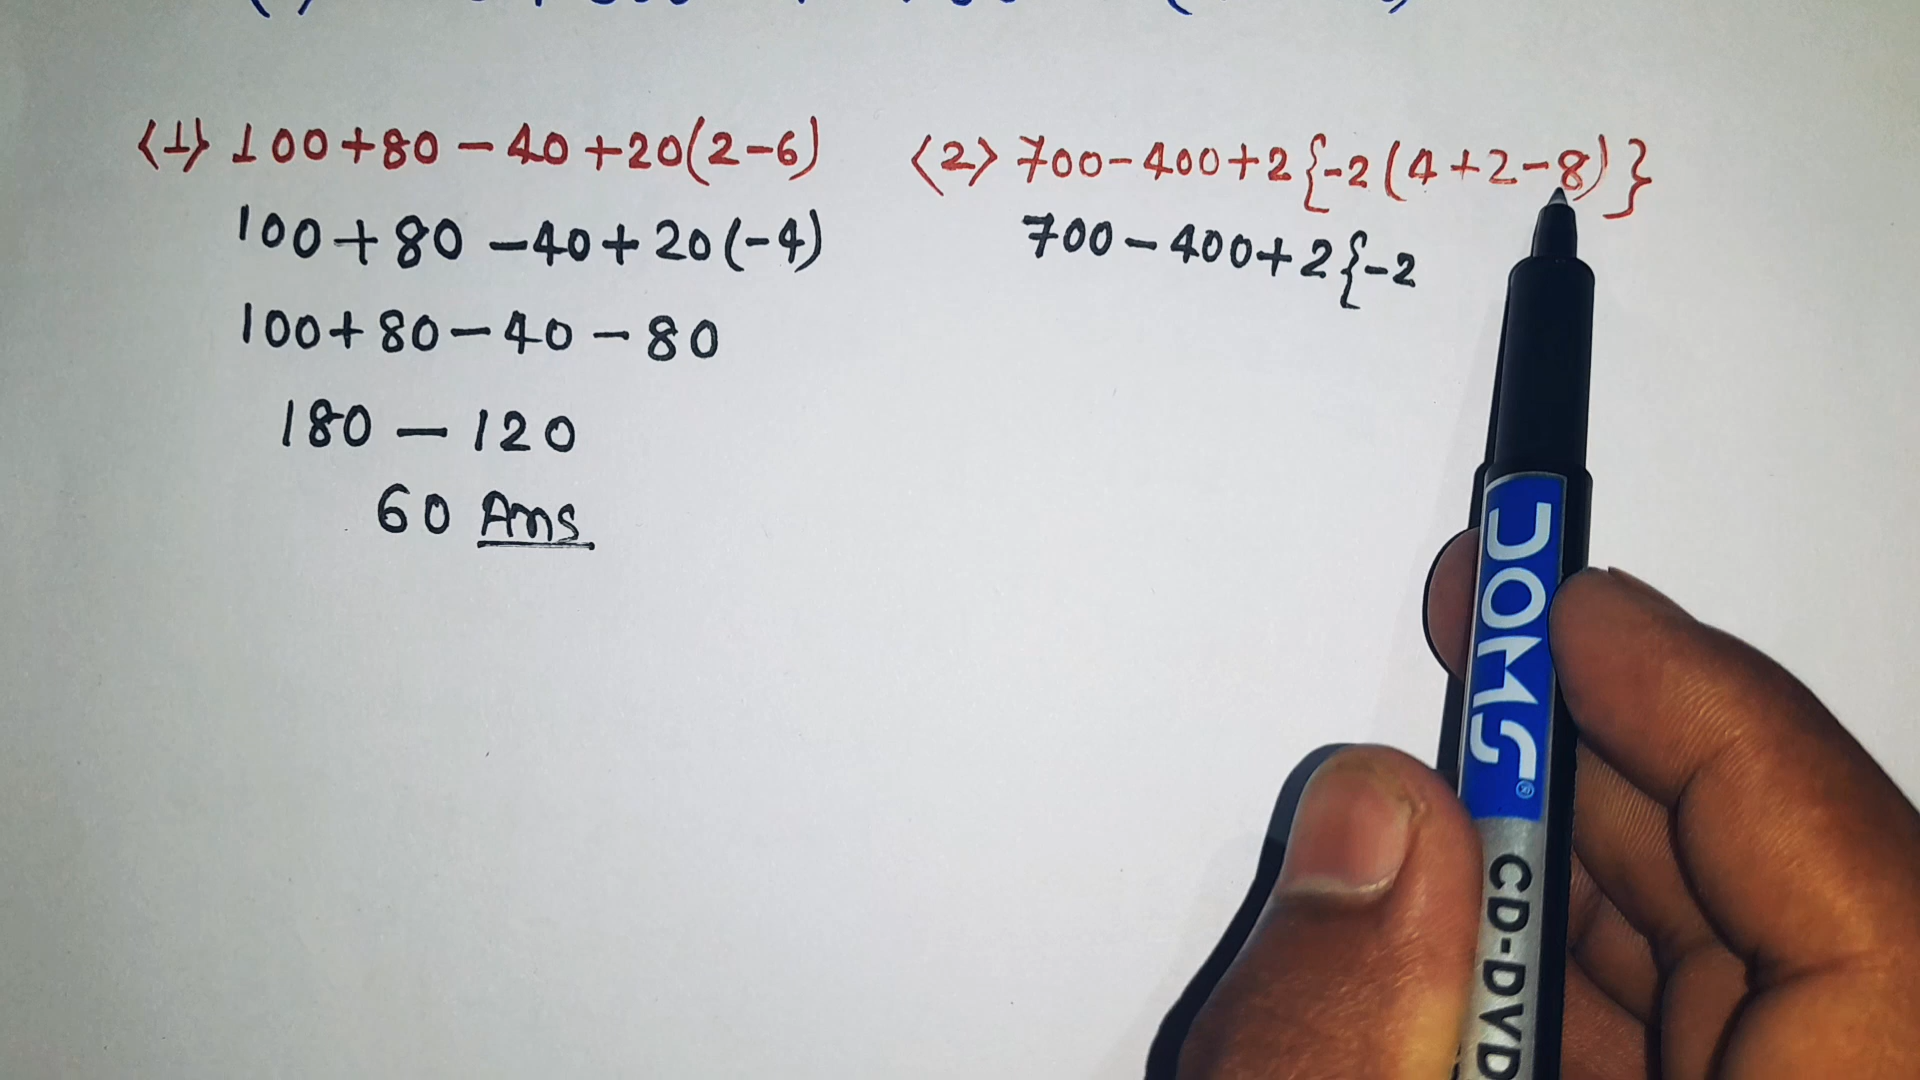 <1> 100+80-40+20(2-6)
100+80-40+20(-4)
100+80-40-80
180-120
60 Ans
<2> 700-400+2{-2(4+2-8)}
700-400+2{-2
DOMS®
CD-DVD